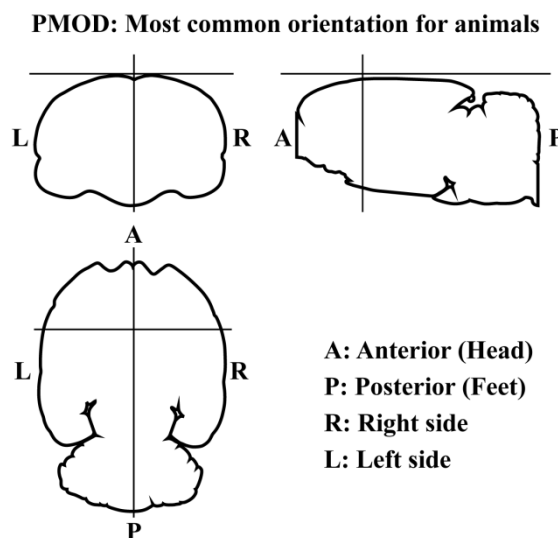 PMOD: Most common orientation for animals
L
R
A
P
A
L
R
P
A: Anterior (Head)
P: Posterior (Feet)
R: Right side
L: Left side